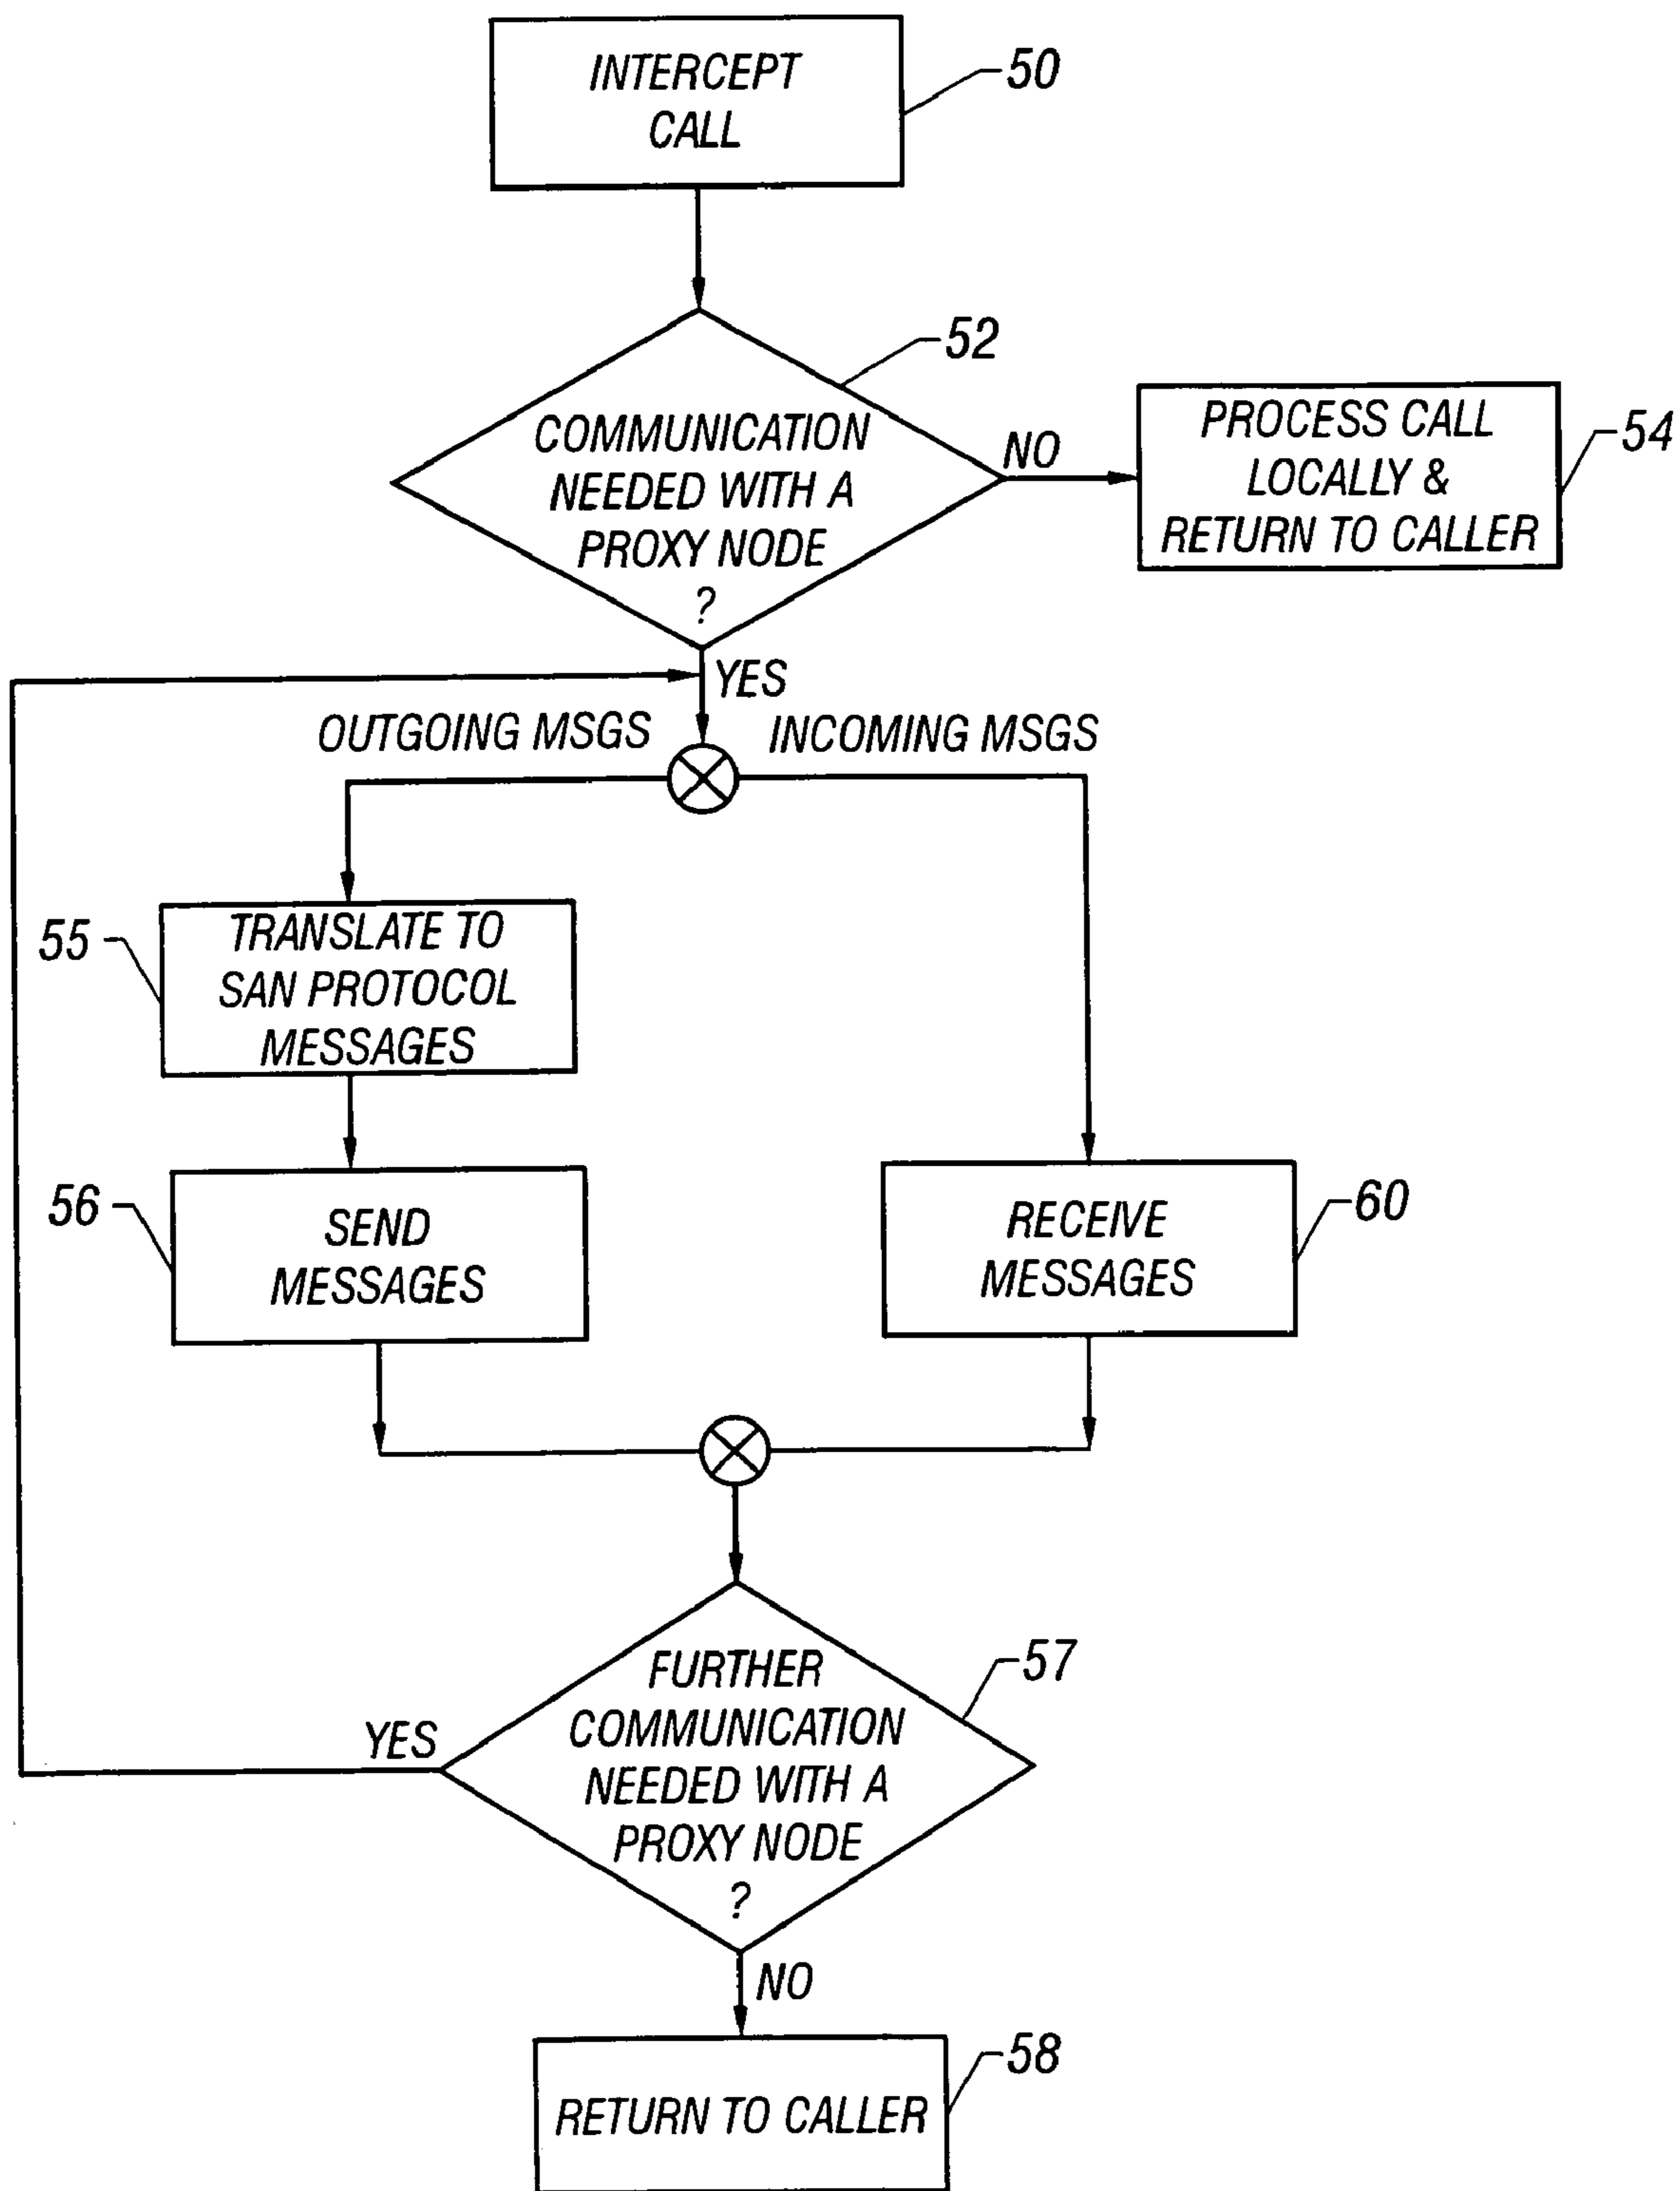 INTERCEPT
CALL
50
52
COMMUNICATION
NEEDED WITH A
PROXY NODE
?
NO
PROCESS CALL
LOCALLY &
RETURN TO CALLER
54
YES
OUTGOING MSGS
INCOMING MSGS
55
TRANSLATE TO
SAN PROTOCOL
MESSAGES
56
SEND
MESSAGES
RECEIVE
MESSAGES
60
57
FURTHER
COMMUNICATION
NEEDED WITH A
PROXY NODE
?
YES
NO
58
RETURN TO CALLER